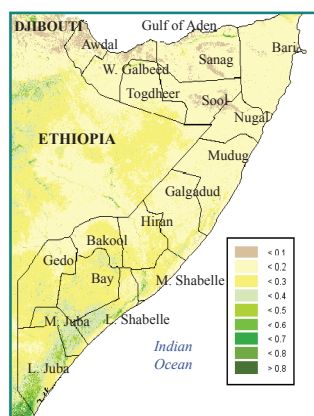 DJIBOUTI
Gulf of Aden
Awdal
Bari
W. Galbeed
Sanag
Togdheer
Sool
Nugal
ETHIOPIA
Mudug
Galgadud
Hiran
Bakool
Gedo
Bay
M. Shabelle
L. Shabelle
M. Juba
L. Juba
Indian
Ocean
< 0.1
< 0.2
< 0.3
< 0.4
< 0.5
< 0.6
< 0.7
< 0.8
> 0.8